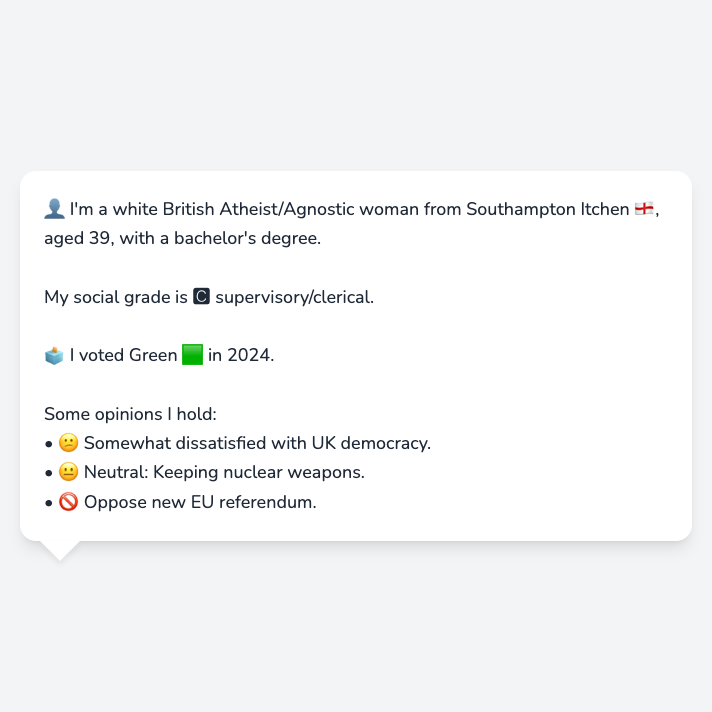 👤 I'm a white British Atheist/Agnostic woman from Southampton Itchen 🏴󠁧󠁢󠁥󠁮󠁧󠁿,
aged 39, with a bachelor's degree.
My social grade is 🅲 supervisory/clerical.
🗳️ I voted Green 🟩 in 2024.
Some opinions I hold:
• 😕 Somewhat dissatisfied with UK democracy.
• 😐 Neutral: Keeping nuclear weapons.
• 🚫 Oppose new EU referendum.